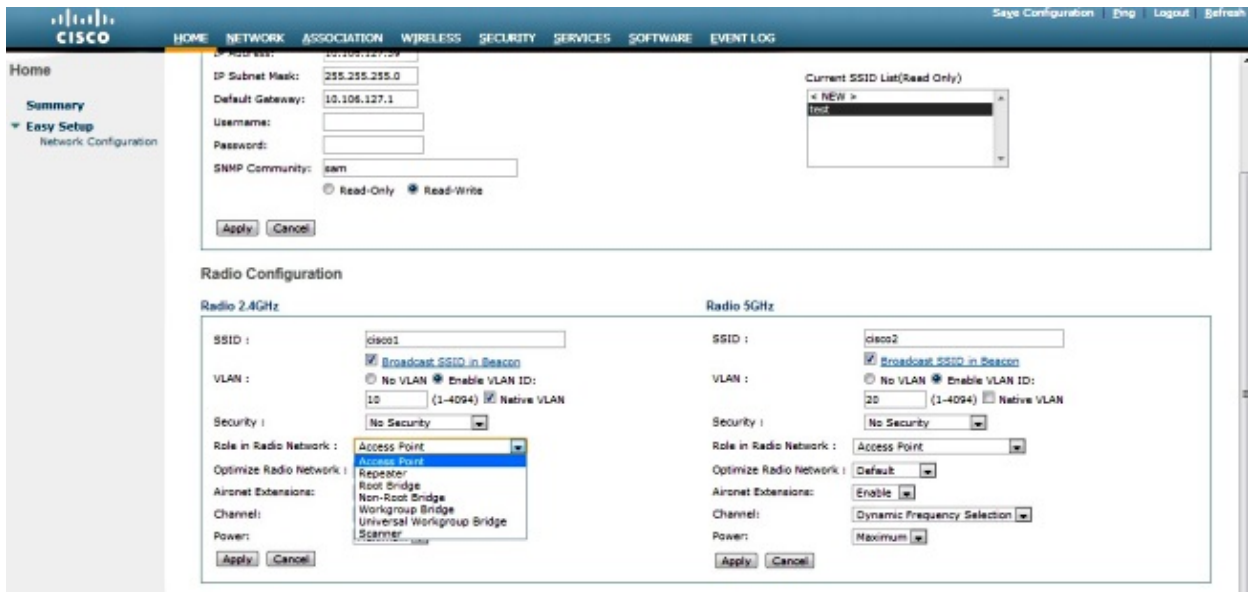 Save Configuration Ping Logout Refresh
CISCO
HOME NETWORK ASSOCIATION WIRELESS SECURITY SERVICES SOFTWARE EVENT LOG
Home
Summary
Easy Setup
Network Configuration
IP Subnet Mask: 255.255.255.0
Default Gateway: 10.106.127.1
Username:
Password:
SNMP Community: sam
Read-Only Read-Write
Apply Cancel
Current SSID List(Read Only)
< NEW >
test
Radio Configuration
Radio 2.4GHz
SSID : cisco1
Broadcast SSID in Beacon
VLAN : No VLAN Enable VLAN ID:
10 (1-4094) Native VLAN
Security : No Security
Role in Radio Network : Access Point
Access Point
Repeater
Root Bridge
Non-Root Bridge
Workgroup Bridge
Universal Workgroup Bridge
Scanner
Optimize Radio Network :
Aironet Extensions:
Channel:
Power:
Apply Cancel
Radio 5GHz
SSID : cisco2
Broadcast SSID in Beacon
VLAN : No VLAN Enable VLAN ID:
20 (1-4094) Native VLAN
Security : No Security
Role in Radio Network : Access Point
Optimize Radio Network : Default
Aironet Extensions: Enable
Channel: Dynamic Frequency Selection
Power: Maximum
Apply Cancel